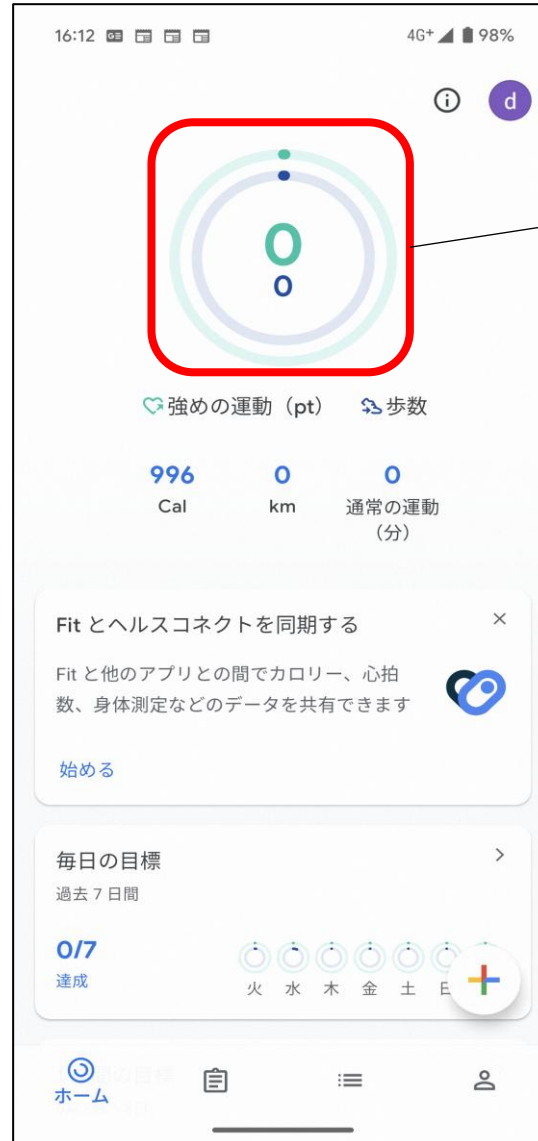 16:12 GE 4G+ 98%
d
0
0
強めの運動（pt） 歩数
996 0 0
Cal km 通常の運動
（分）
Fit とヘルスコネクトを同期する
Fit と他のアプリとの間でカロリー、心拍
数、身体測定などのデータを共有できます
始める
毎日の目標
過去 7 日間
0/7
達成
火 水 木 金 土 日
ホーム